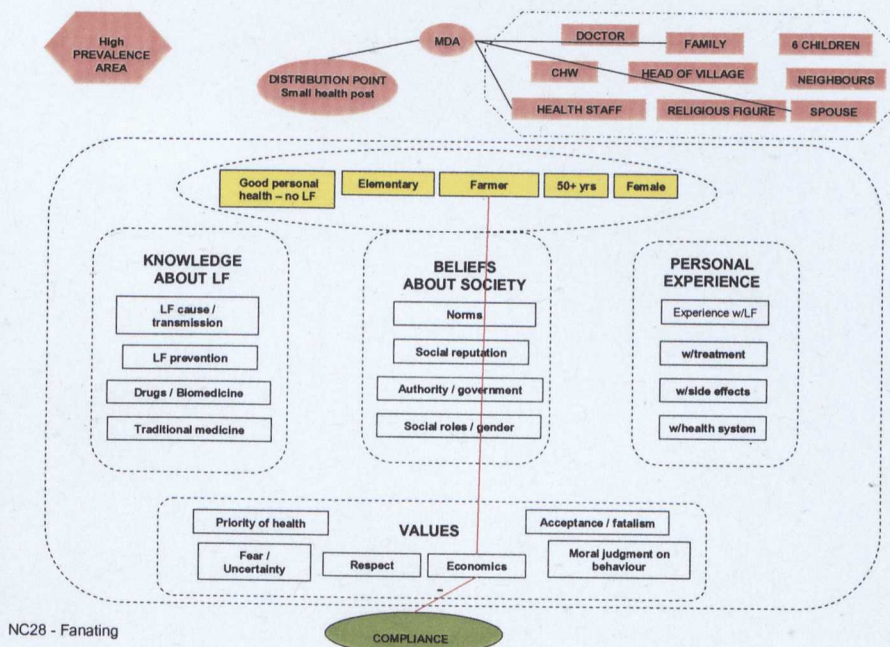 High
PREVALENCE
AREA
MDA
DOCTOR
FAMILY
6 CHILDREN
DISTRIBUTION POINT
Small health post
CHW
HEAD OF VILLAGE
NEIGHBOURS
HEALTH STAFF
RELIGIOUS FIGURE
SPOUSE
Good personal
health – no LF
Elementary
Farmer
50+ yrs
Female
KNOWLEDGE
ABOUT LF
LF cause /
transmission
LF prevention
Drugs / Biomedicine
Traditional medicine
BELIEFS
ABOUT SOCIETY
Norms
Social reputation
Authority / government
Social roles / gender
PERSONAL
EXPERIENCE
Experience w/LF
w/treatment
w/side effects
w/health system
VALUES
Priority of health
Acceptance / fatalism
Fear /
Uncertainty
Respect
Economics
Moral judgment on
behaviour
-
COMPLIANCE
NC28 - Fanating